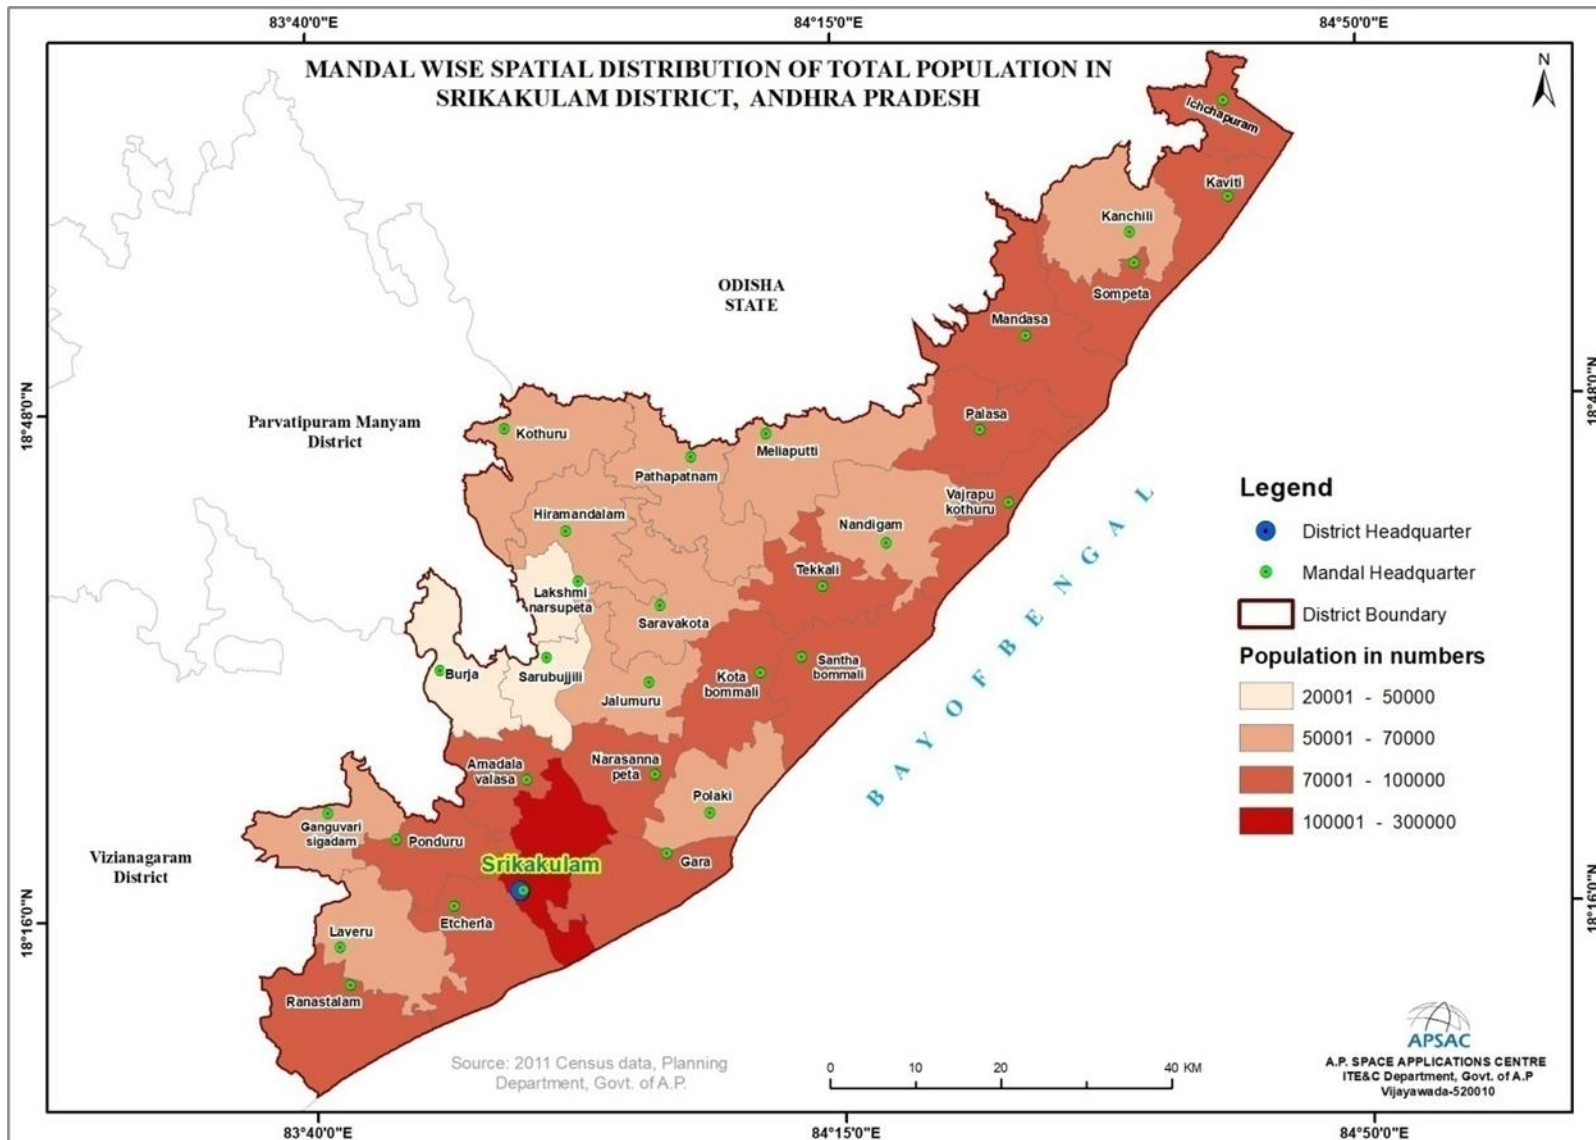 83°40'0"E
84°15'0"E
84°50'0"E
MANDAL WISE SPATIAL DISTRIBUTION OF TOTAL POPULATION IN
SRIKAKULAM DISTRICT, ANDHRA PRADESH
N
Ichchapuram
Kaviti
Kanchili
Sompeta
ODISHA
STATE
Mandasa
18°48'0"N
18°48'0"N
Parvatipuram Manyam
District
Kothuru
Palasa
Meliaputti
Pathapatnam
Vajrapu
kothuru
Hiramandalam
Nandigam
Tekkali
Lakshmi
narsupeta
Saravakota
Burja
Sarubujjili
Kota
bommali
Santha
bommali
Jalumuru
BAY OF BENGAL
Amadala
valasa
Narasanna
peta
Polaki
Ganguvari
sigadam
Ponduru
Vizianagaram
District
Srikakulam
Gara
Etcherla
Laveru
Ranastalam
18°16'0"N
18°16'0"N
Legend
District Headquarter
Mandal Headquarter
District Boundary
Population in numbers
20001 - 50000
50001 - 70000
70001 - 100000
100001 - 300000
Source: 2011 Census data, Planning
Department, Govt. of A.P.
0 10 20 40 KM
APSAC
A.P. SPACE APPLICATIONS CENTRE
ITE&C Department, Govt. of A.P
Vijayawada-520010
83°40'0"E
84°15'0"E
84°50'0"E